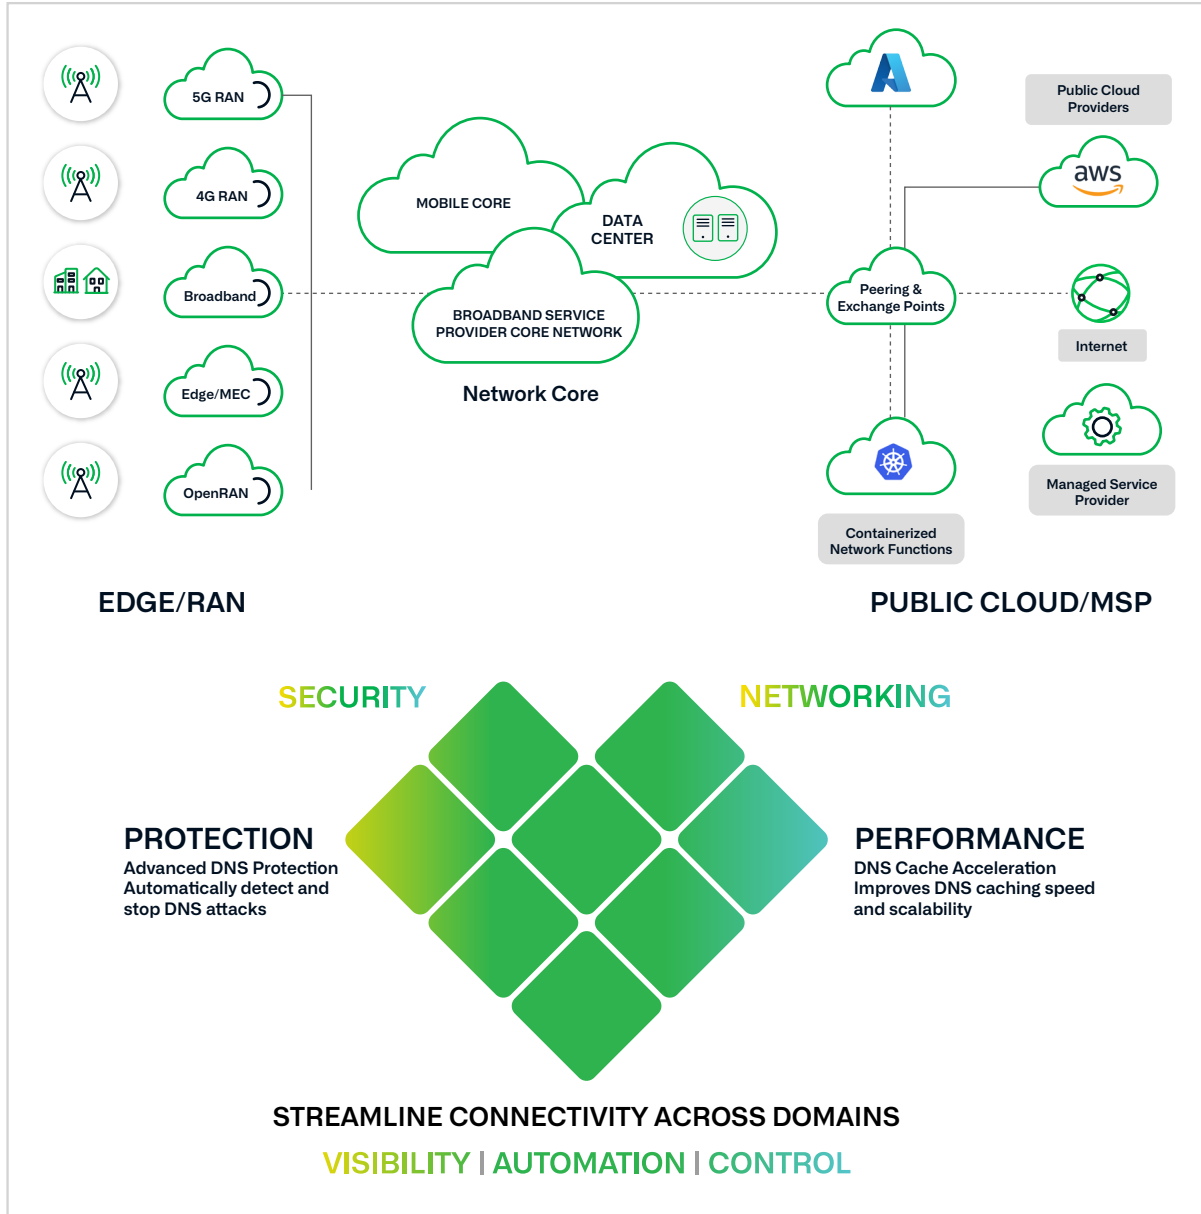 5G RAN
4G RAN
Broadband
Edge/MEC
OpenRAN
EDGE/RAN
MOBILE CORE
DATA
CENTER
BROADBAND SERVICE
PROVIDER CORE NETWORK
Network Core
Public Cloud
Providers
aws
Peering &
Exchange Points
Internet
Managed Service
Provider
Containerized
Network Functions
PUBLIC CLOUD/MSP
SECURITY
NETWORKING
PROTECTION
Advanced DNS Protection
Automatically detect and
stop DNS attacks
PERFORMANCE
DNS Cache Acceleration
Improves DNS caching speed
and scalability
STREAMLINE CONNECTIVITY ACROSS DOMAINS
VISIBILITY | AUTOMATION | CONTROL